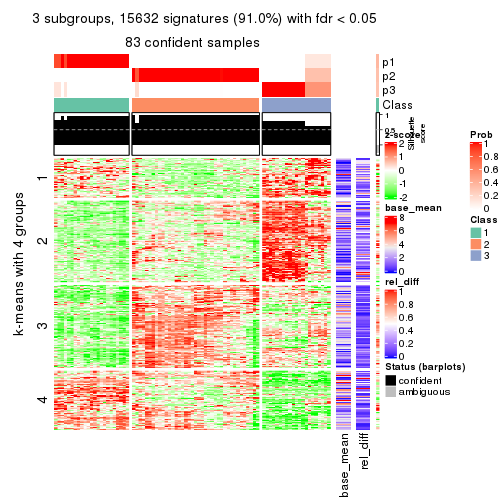 3 subgroups, 15632 signatures (91.0%) with fdr < 0.05
83 confident samples
p1
p2
p3
Class
1
0.5
0
Silhouette
score
k-means with 4 groups
1
2
3
4
base_mean
rel_diff
z-score
2
1
0
-1
-2
base_mean
8
6
4
2
0
rel_diff
1
0.8
0.6
0.4
0.2
0
Status (barplots)
confident
ambiguous
Prob
1
0.8
0.6
0.4
0.2
0
Class
1
2
3